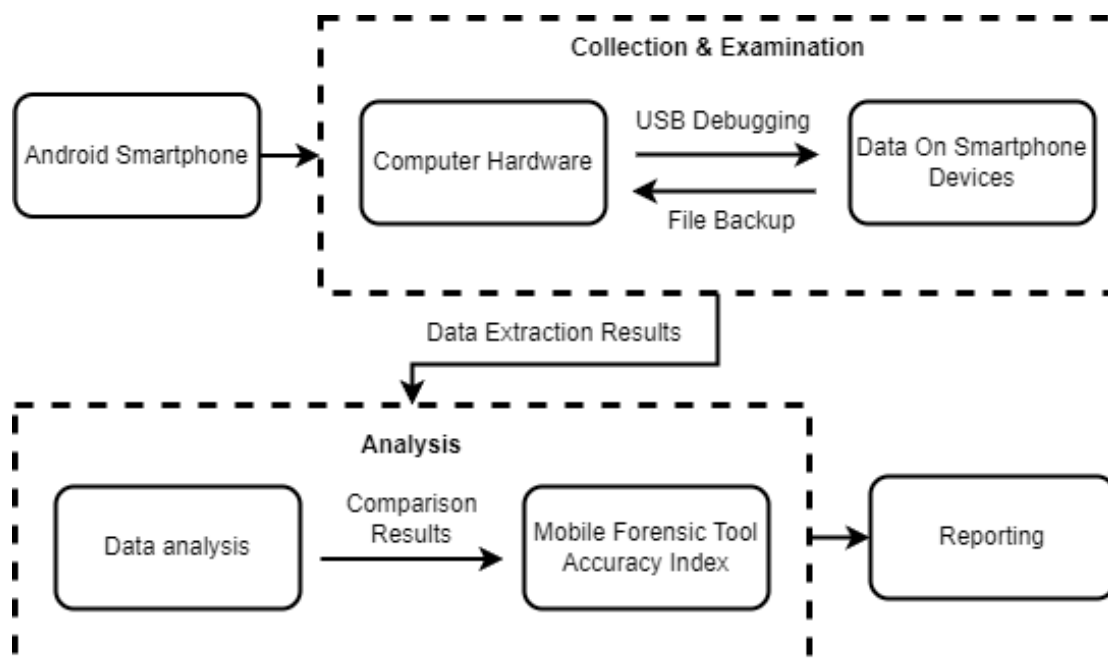 Collection & Examination
Android Smartphone
Computer Hardware
USB Debugging
File Backup
Data On Smartphone
Devices
Data Extraction Results
Analysis
Data analysis
Comparison
Results
Mobile Forensic Tool
Accuracy Index
Reporting